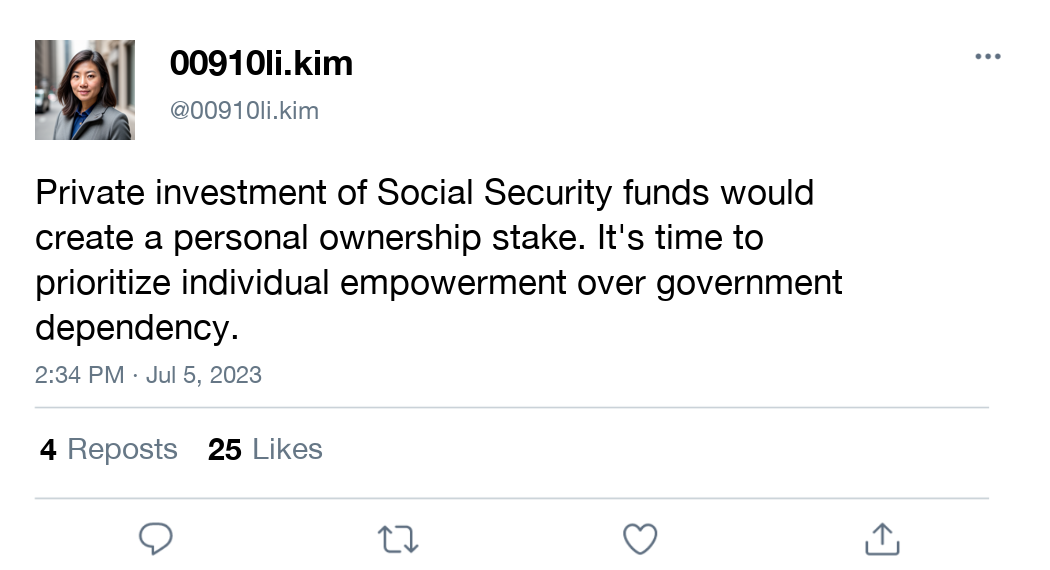 00910li.kim
@00910li.kim
Private investment of Social Security funds would
create a personal ownership stake. It's time to
prioritize individual empowerment over government
dependency.
2:34 PM · Jul 5, 2023
4 Reposts 25 Likes